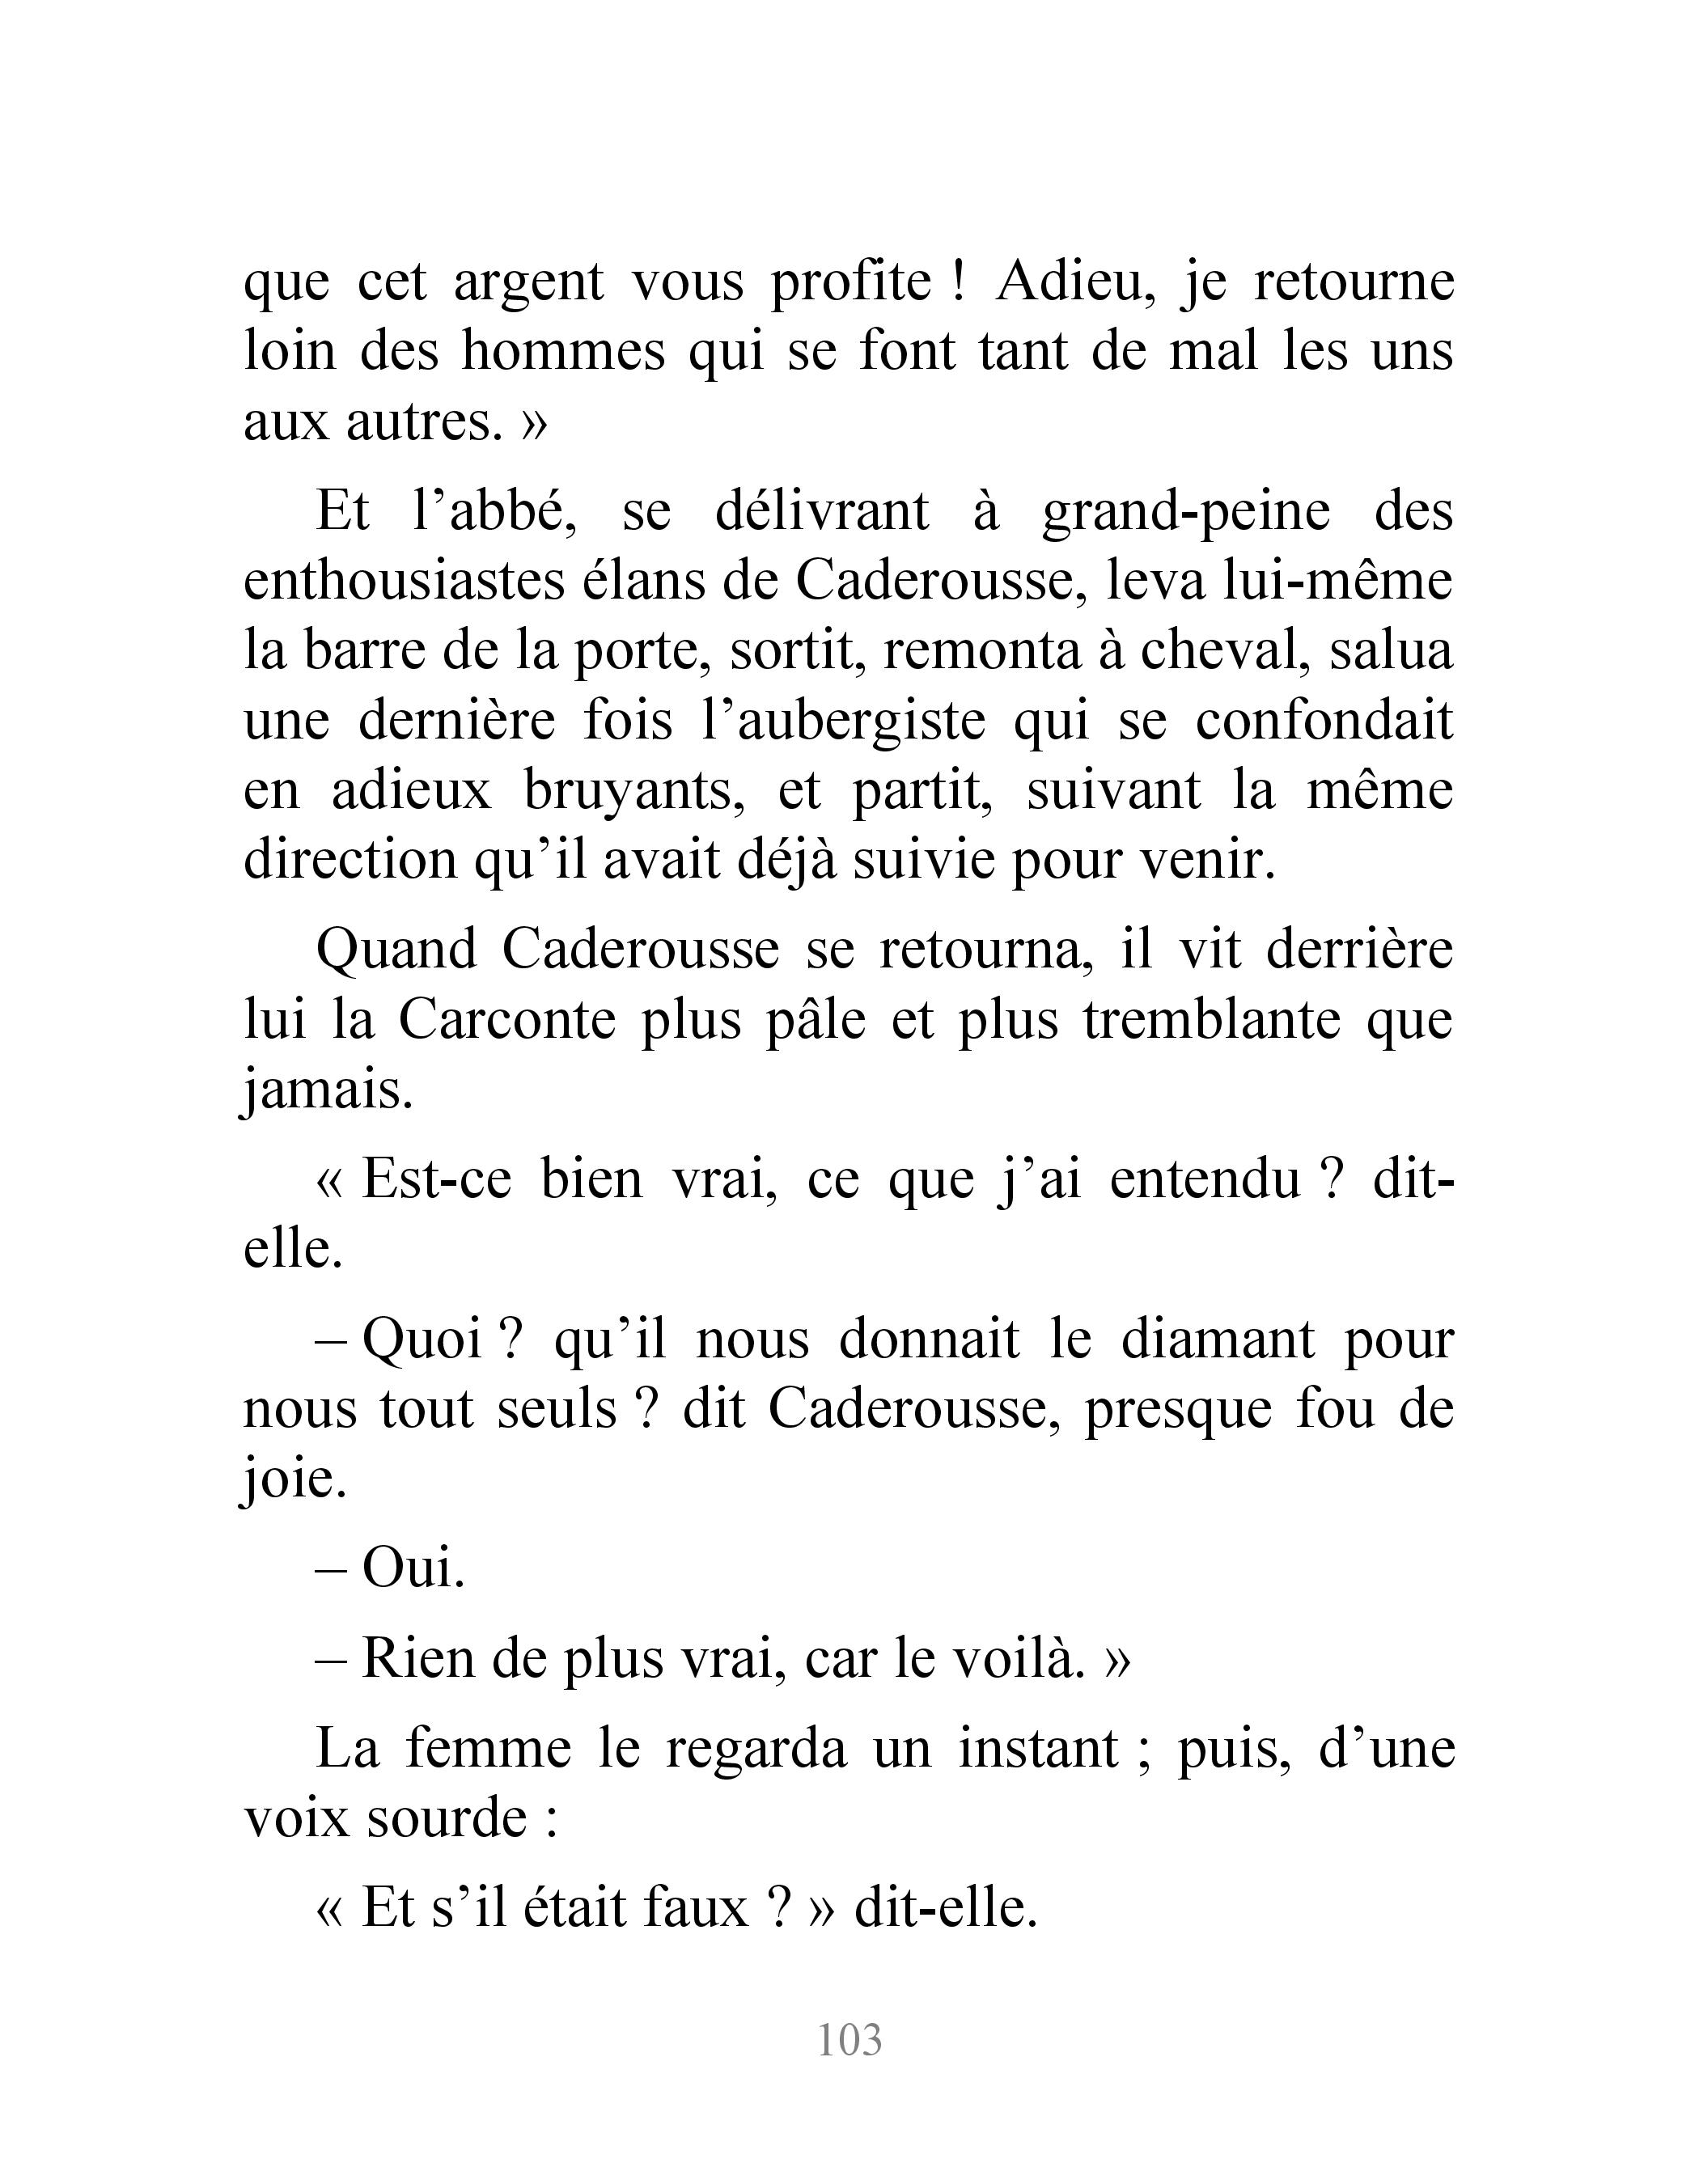 que cet argent vous profite ! Adieu, je retourne
loin des hommes qui se font tant de mal les uns
aux autres. »
Et l’abbé, se délivrant à grand-peine des
enthousiastes élans de Caderousse, leva lui-même
la barre de la porte, sortit, remonta à cheval, salua
une dernière fois l’aubergiste qui se confondait
en adieux bruyants, et partit, suivant la même
direction qu’il avait déjà suivie pour venir.
Quand Caderousse se retourna, il vit derrière
lui la Carconte plus pâle et plus tremblante que
jamais.
« Est-ce bien vrai, ce que j’ai entendu ? dit-
elle.
– Quoi ? qu’il nous donnait le diamant pour
nous tout seuls ? dit Caderousse, presque fou de
joie.
– Oui.
– Rien de plus vrai, car le voilà. »
La femme le regarda un instant ; puis, d’une
voix sourde :
« Et s’il était faux ? » dit-elle.
103